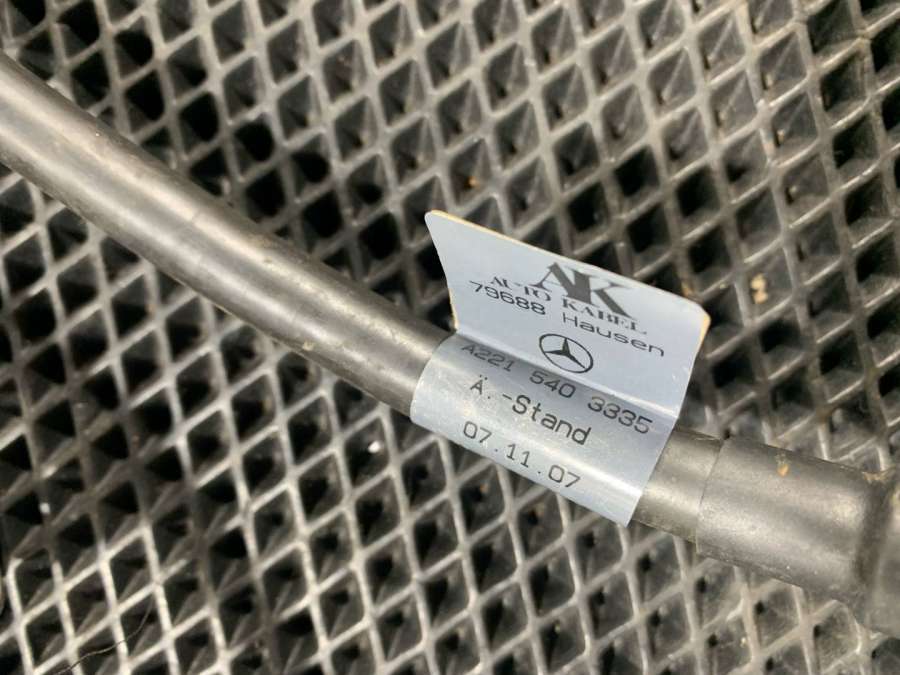 AK
AUTO KABEL
79688 Hausen
A221 540 3335
Ä.-Stand
07.11.07